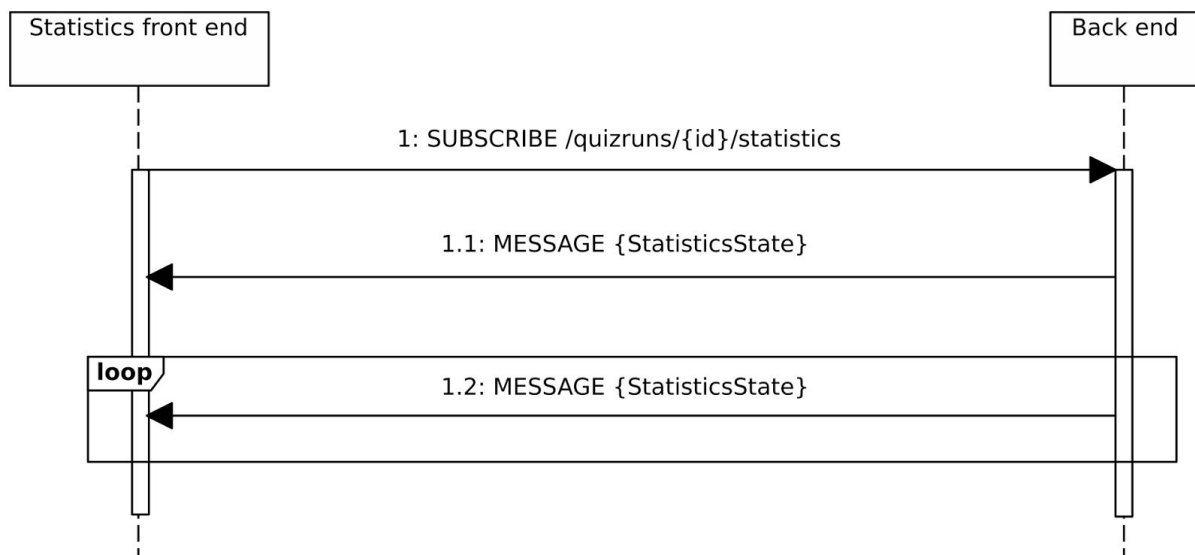 Statistics front end
Back end
1: SUBSCRIBE /quizruns/{id}/statistics
1.1: MESSAGE {StatisticsState}
loop
1.2: MESSAGE {StatisticsState}